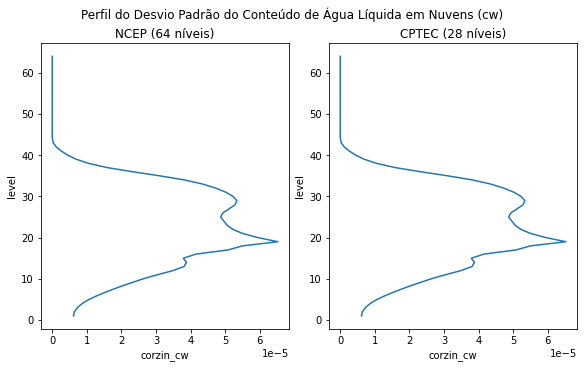 Perfil do Desvio Padrão do Conteúdo de Água Líquida em Nuvens (cw)
NCEP (64 níveis)
level
60
50
40
30
20
10
0
0 1 2 3 4 5 6
1e−5
corzin_cw
CPTEC (28 níveis)
level
60
50
40
30
20
10
0
0 1 2 3 4 5 6
1e−5
corzin_cw